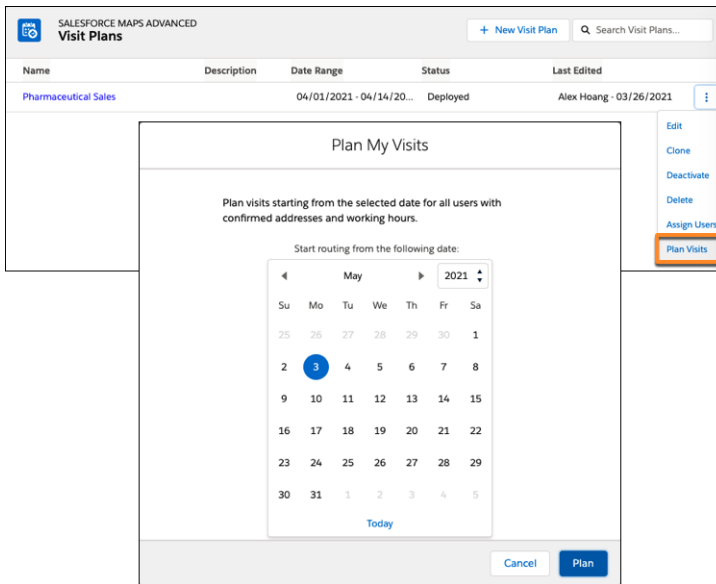 SALESFORCE MAPS ADVANCED
Visit Plans
+ New Visit Plan
Search Visit Plans...
Name Description Date Range Status Last Edited
Pharmaceutical Sales 04/01/2021 - 04/14/20... Deployed Alex Hoang - 03/26/2021
Edit
Clone
Deactivate
Delete
Assign Users
Plan Visits
Plan My Visits
Plan visits starting from the selected date for all users with
confirmed addresses and working hours.
Start routing from the following date:
May 2021
Su Mo Tu We Th Fr Sa
25 26 27 28 29 30 1
2 3 4 5 6 7 8
9 10 11 12 13 14 15
16 17 18 19 20 21 22
23 24 25 26 27 28 29
30 31 1 2 3 4 5
Today
Cancel Plan